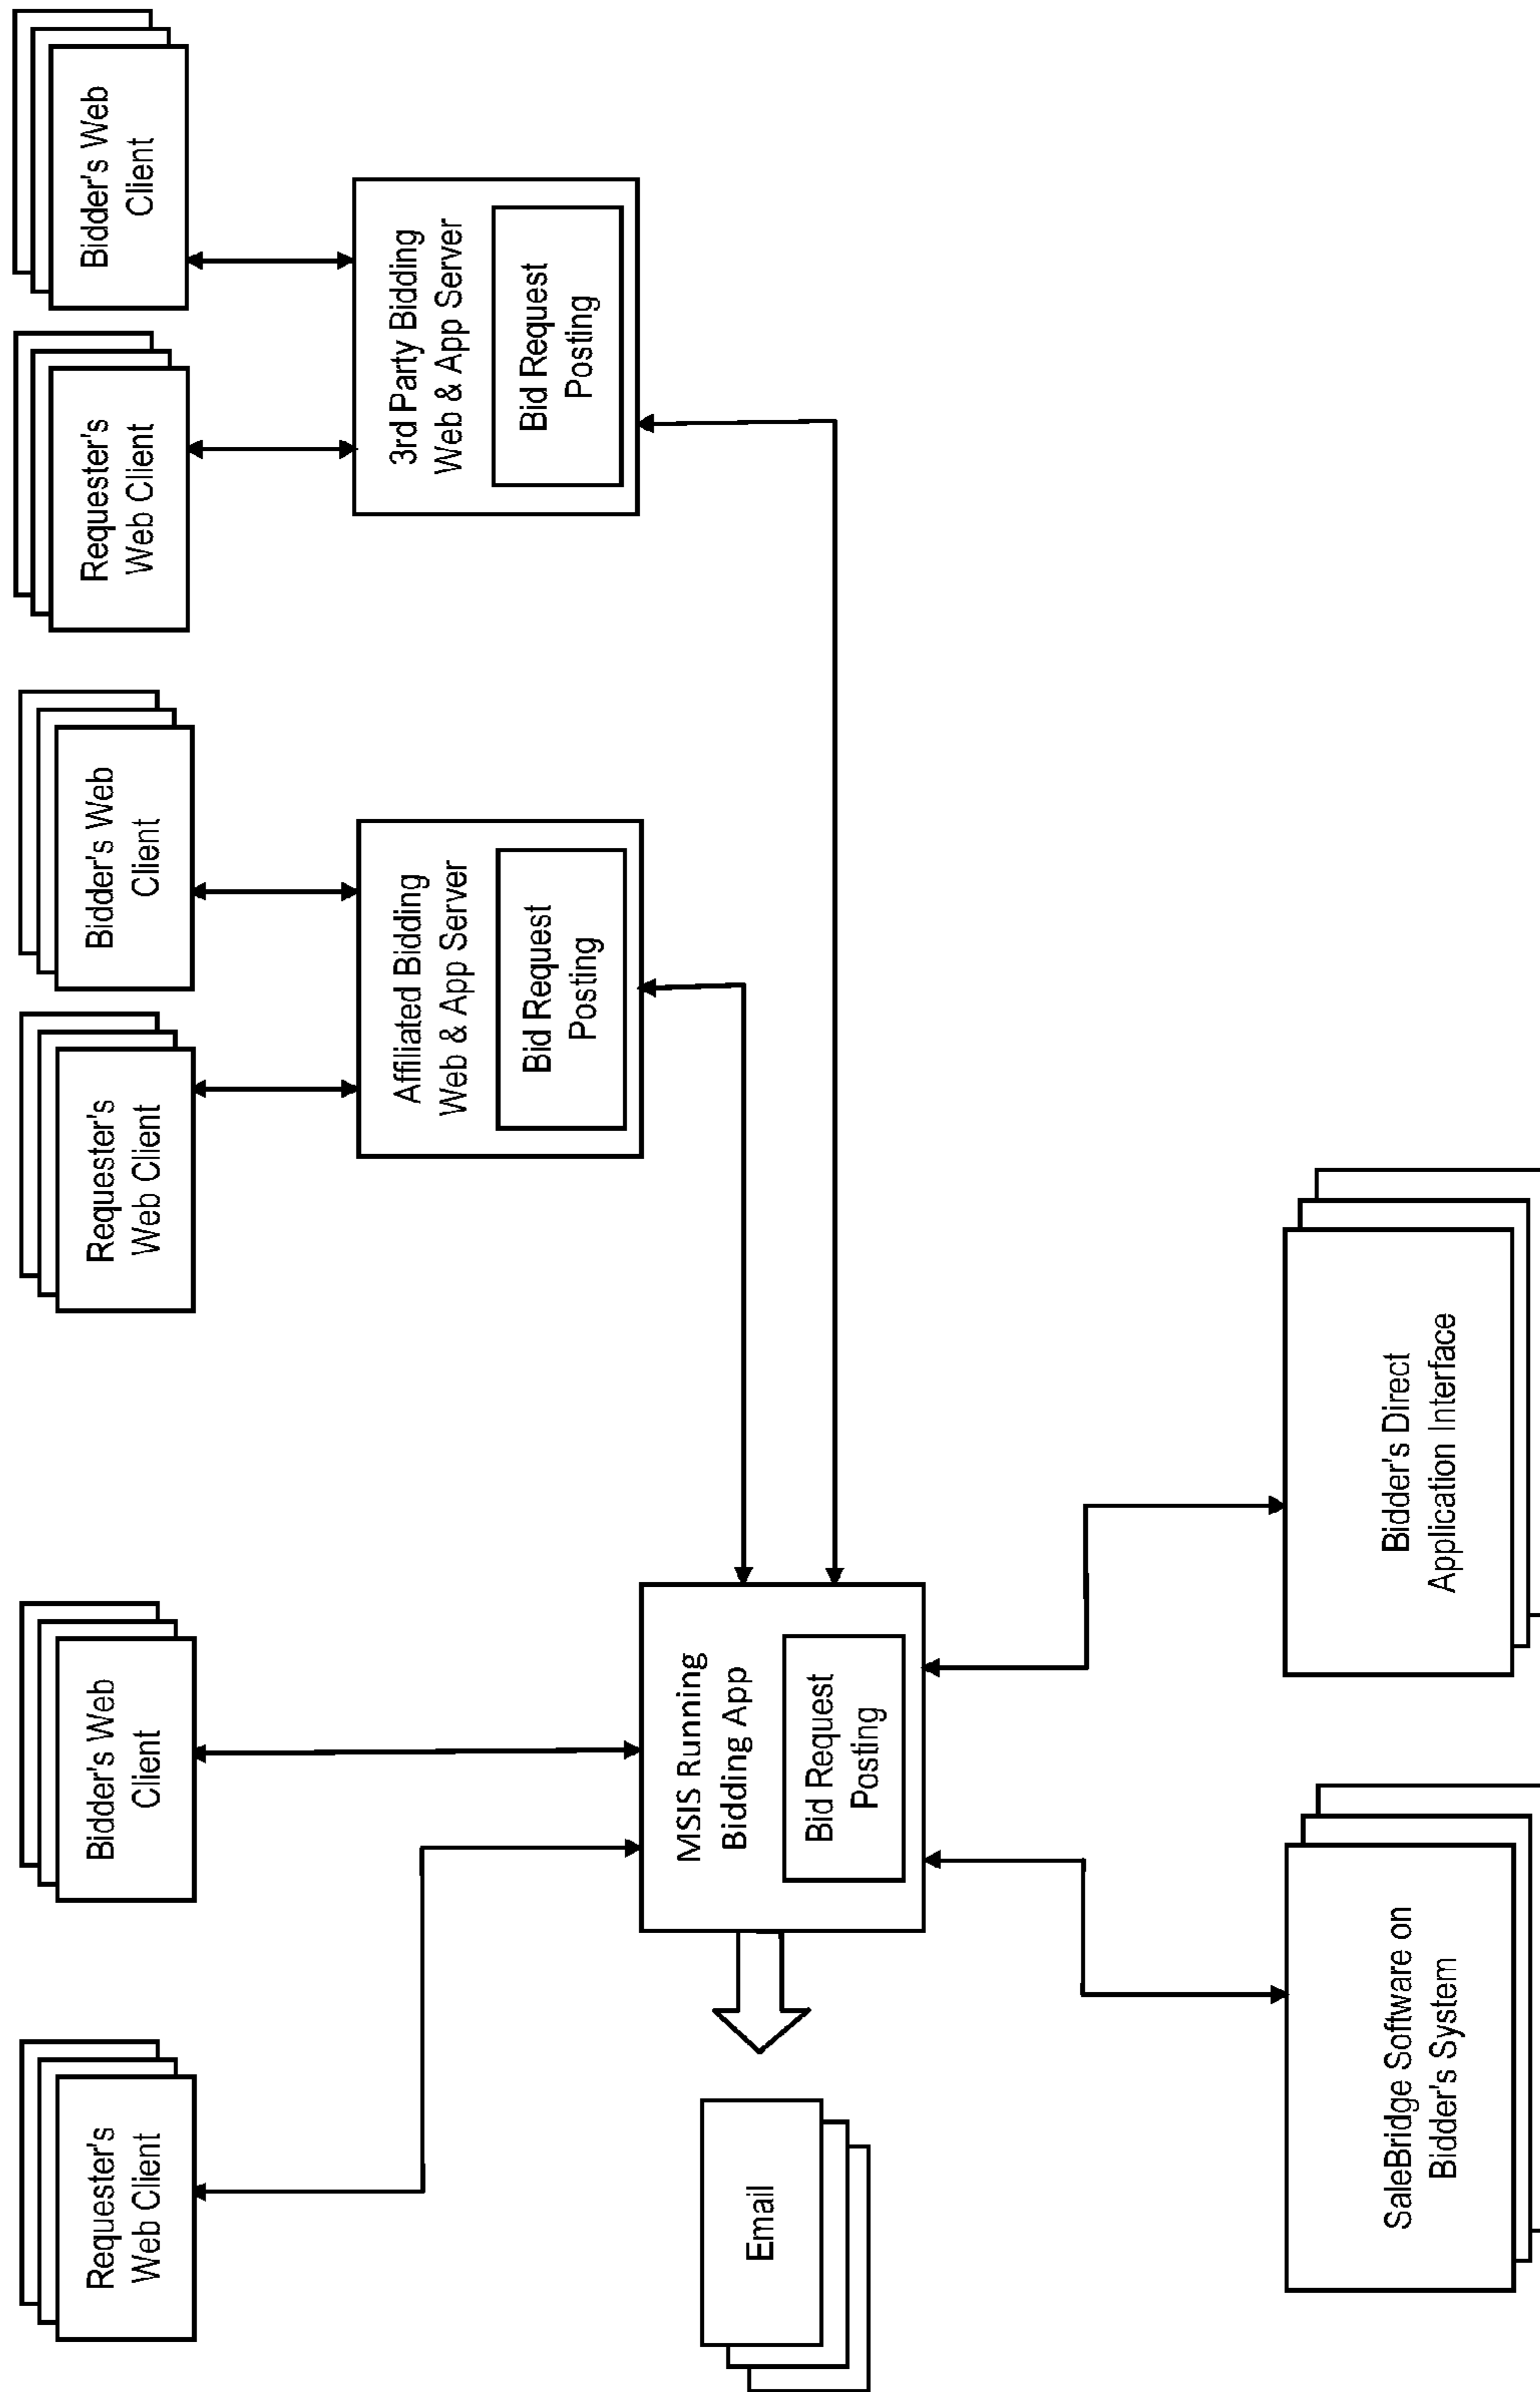 Requester's
Web Client
Bidder's Web
Client
Requester's
Web Client
Bidder's Web
Client
Requester's
Web Client
Bidder's Web
Client
Affiliated Bidding
Web & App Server
Bid Request
Posting
3rd Party Bidding
Web & App Server
Bid Request
Posting
Email
MSIS Running
Bidding App
Bid Request
Posting
SaleBridge Software on
Bidder's System
Bidder's Direct
Application Interface